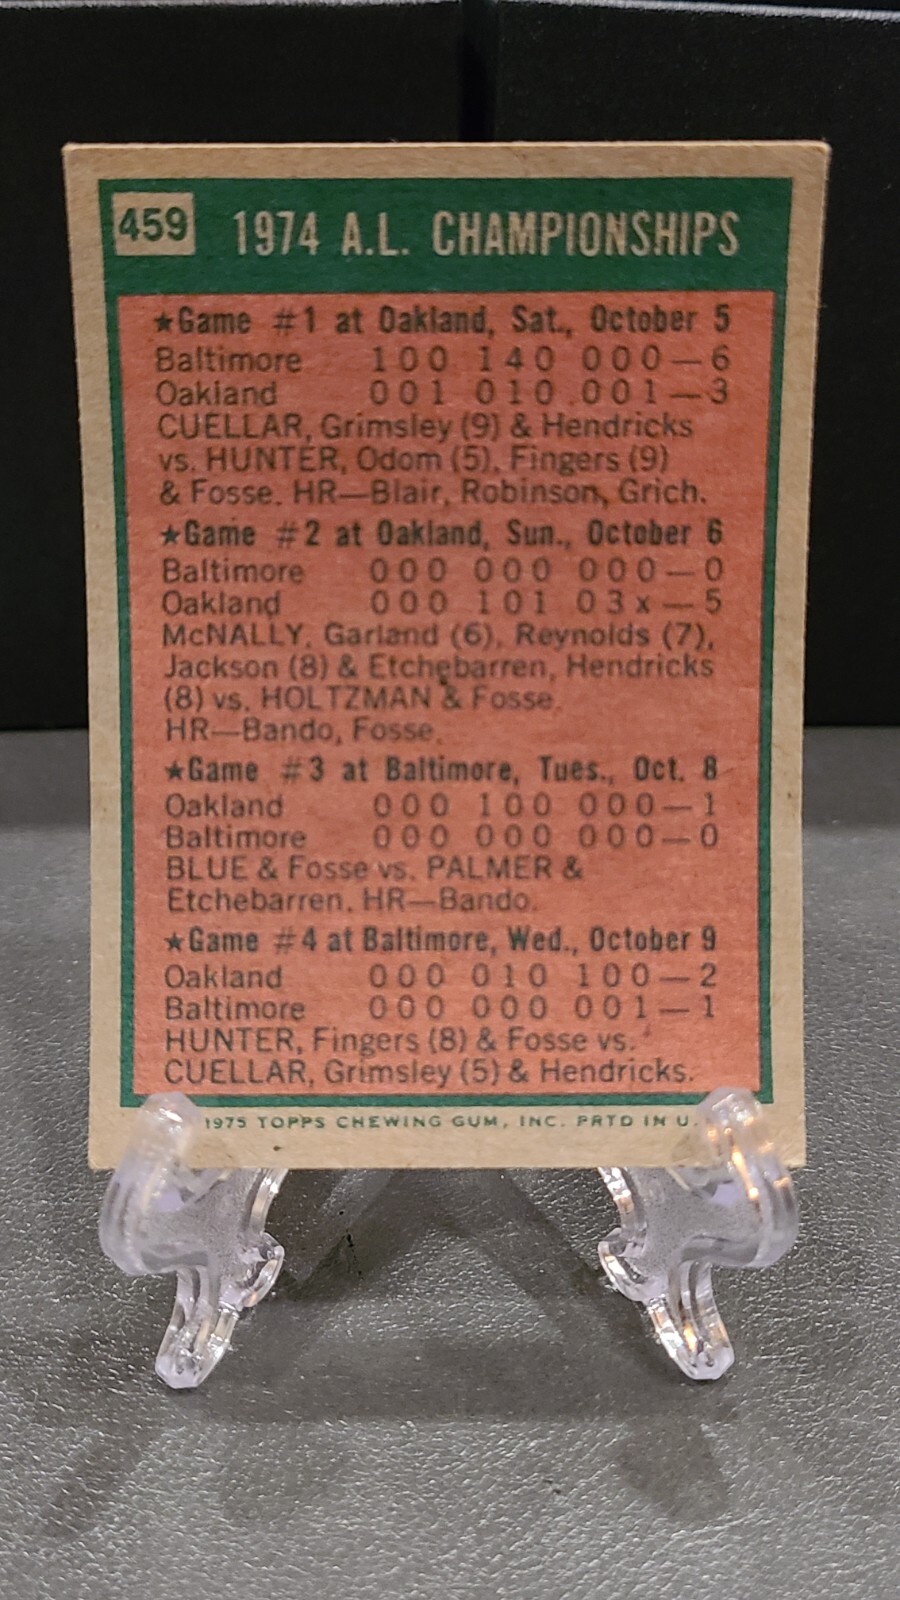 459 1974 A.L. CHAMPIONSHIPS
★Game #1 at Oakland, Sat., October 5
Baltimore 100 140 000—6
Oakland 001 010 001—3
CUELLAR, Grimsley (9) & Hendricks
vs. HUNTER, Odom (5), Fingers (9)
& Fosse. HR—Blair, Robinson, Grich.
★Game #2 at Oakland, Sun., October 6
Baltimore 000 000 000—0
Oakland 000 101 03x—5
McNALLY, Garland (6), Reynolds (7),
Jackson (8) & Etchebarren, Hendricks
(8) vs. HOLTZMAN & Fosse.
HR—Bando, Fosse.
★Game #3 at Baltimore, Tues., Oct. 8
Oakland 000 100 000—1
Baltimore 000 000 000—0
BLUE & Fosse vs. PALMER &
Etchebarren. HR—Bando.
★Game #4 at Baltimore, Wed., October 9
Oakland 000 010 100—2
Baltimore 000 000 001—1
HUNTER, Fingers (8) & Fosse vs.
CUELLAR, Grimsley (5) & Hendricks.
1975 TOPPS CHEWING GUM, INC. PRTD IN U.